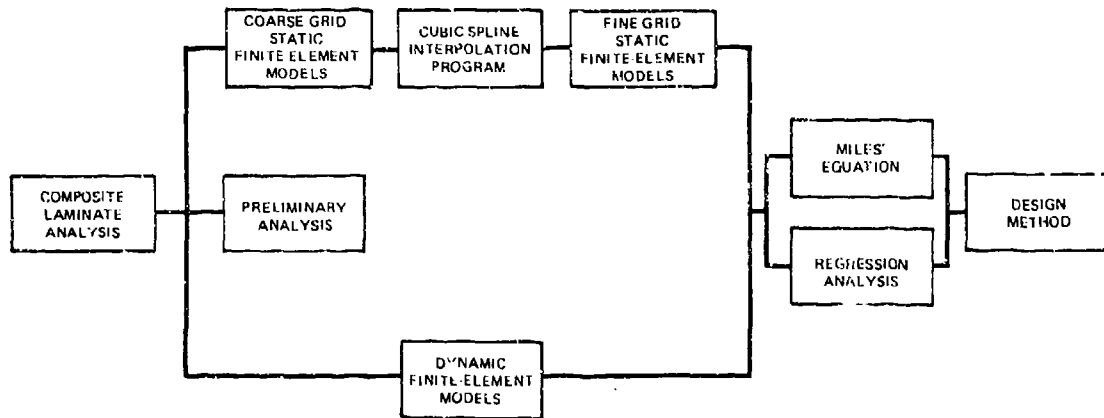 COARSE GRID
STATIC
FINITE ELEMENT
MODELS
CUBIC SPLINE
INTERPOLATION
PROGRAM
FINE GRID
STATIC
FINITE-ELEMENT
MODELS
COMPOSITE
LAMINATE
ANALYSIS
PRELIMINARY
ANALYSIS
MILES'
EQUATION
REGRESSION
ANALYSIS
DESIGN
METHOD
DYNAMIC
FINITE-ELEMENT
MODELS